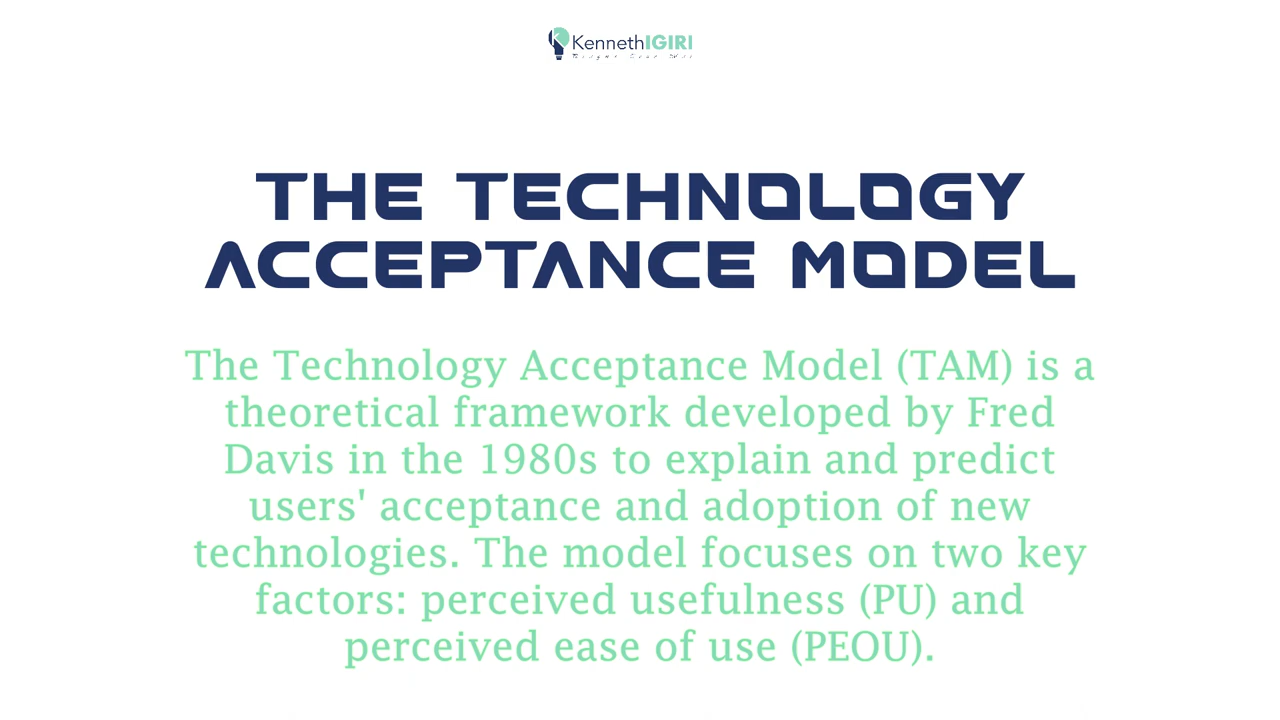 KennethIGIRI
THE TECHNOLOGY
ACCEPTANCE MODEL
The Technology Acceptance Model (TAM) is a
theoretical framework developed by Fred
Davis in the 1980s to explain and predict
users' acceptance and adoption of new
technologies. The model focuses on two key
factors: perceived usefulness (PU) and
perceived ease of use (PEOU).